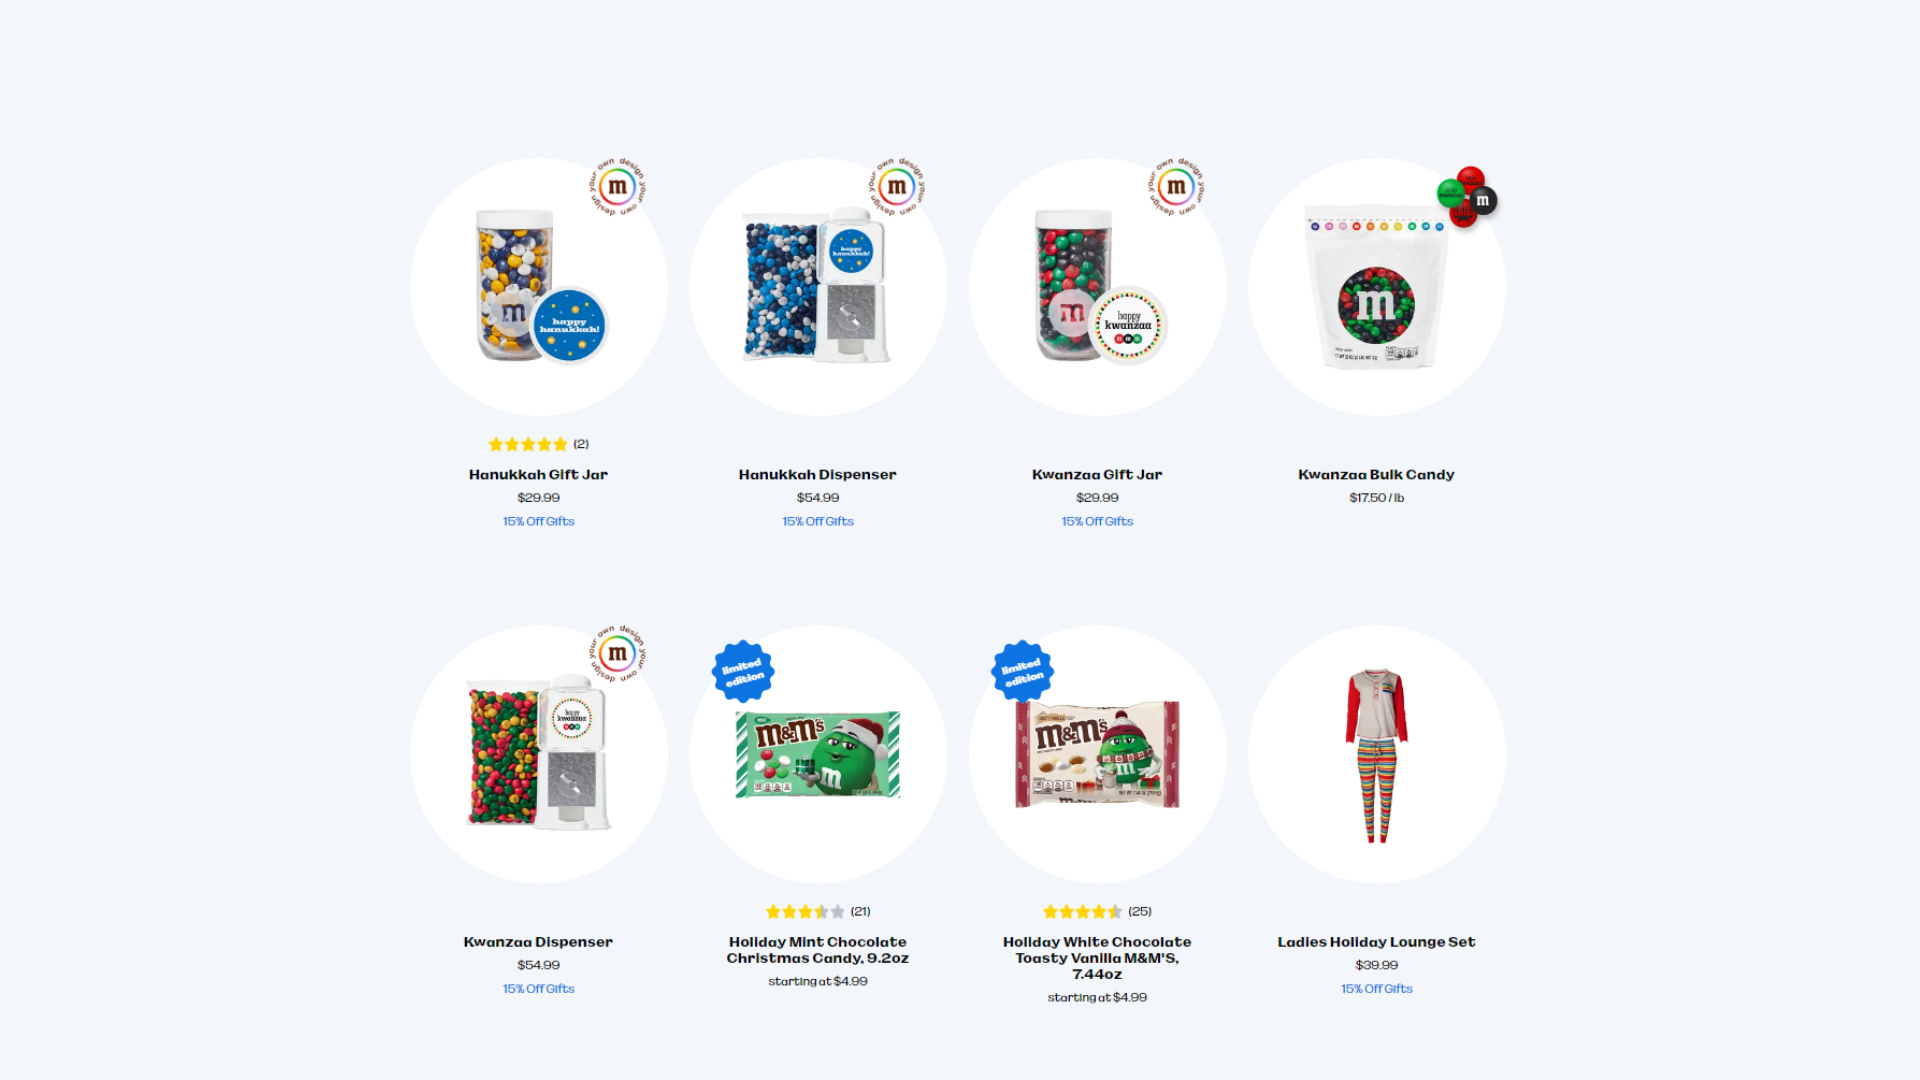 design your own design your own
m
design your own design your own
m
design your own design your own
m
m
m
happy
hanukkah!
happy
hanukkah!
m
happy
kwanzaa
m
(2)
Hanukkah Gift Jar
$29.99
15% Off Gifts
Hanukkah Dispenser
$54.99
15% Off Gifts
Kwanzaa Gift Jar
$29.99
15% Off Gifts
Kwanzaa Bulk Candy
$17.50 / lb
design your own design your own
m
happy
kwanzaa
limited
edition
m&m's
m
limited
edition
m&m's
m
Kwanzaa Dispenser
$54.99
15% Off Gifts
(21)
Holiday Mint Chocolate
Christmas Candy, 9.2oz
starting at $4.99
(25)
Holiday White Chocolate
Toasty Vanilla M&M'S,
7.44oz
starting at $4.99
Ladies Holiday Lounge Set
$39.99
15% Off Gifts